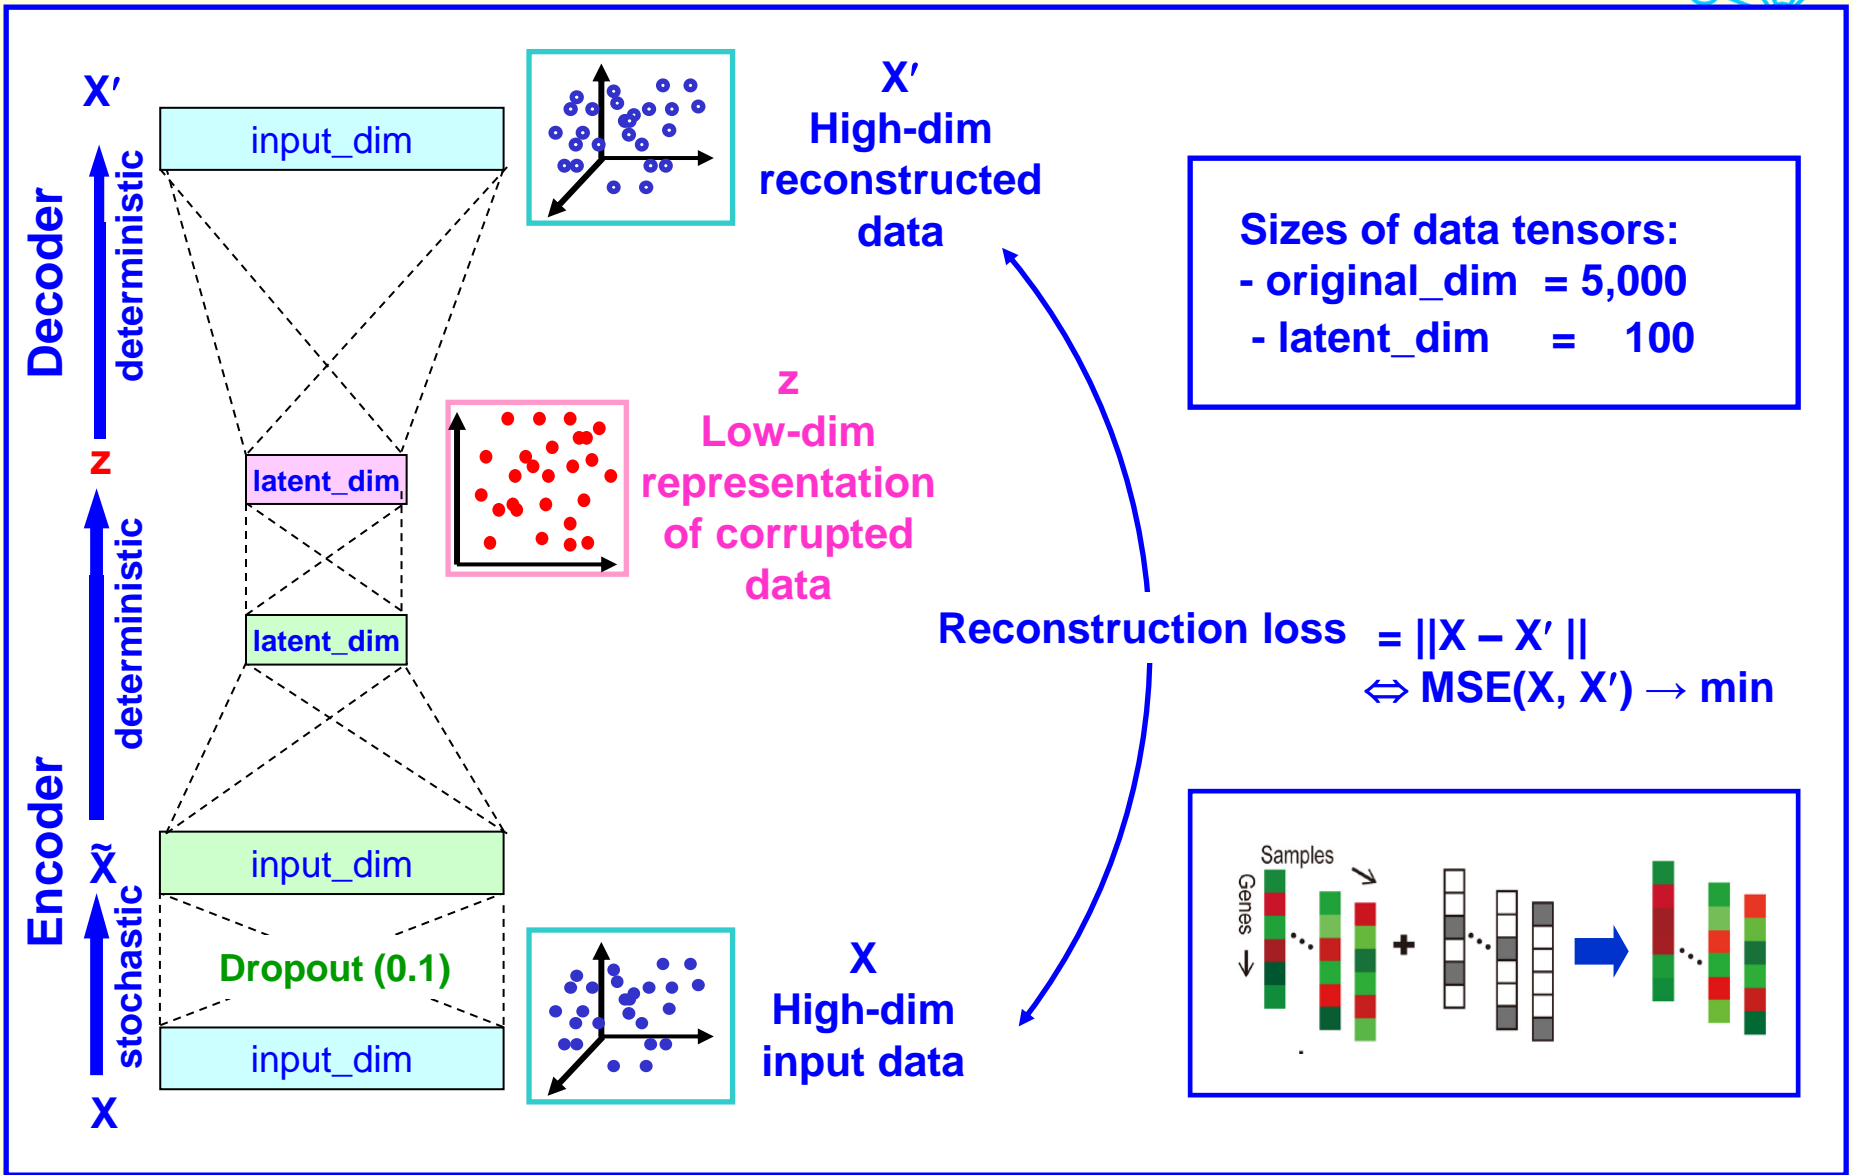 X′
input_dim
Decoder
deterministic
X′
High-dim
reconstructed
data
Sizes of data tensors:
- original_dim = 5,000
- latent_dim = 100
z
latent_dim
z
Low-dim
representation
of corrupted
data
deterministic
latent_dim
Reconstruction loss = ||X – X′ ||
⇔ MSE(X, X′) → min
Encoder
X̃
input_dim
stochastic
Dropout (0.1)
input_dim
X
X
High-dim
input data
Samples
Genes
+